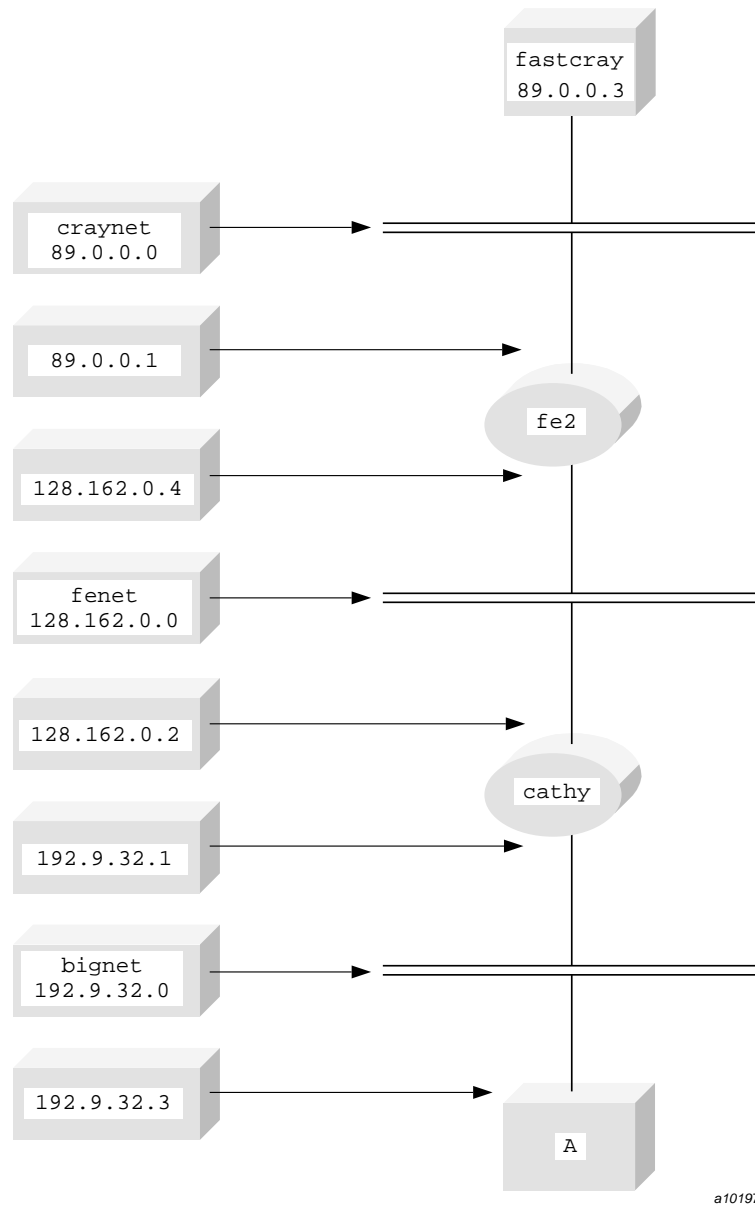 fastcray
89.0.0.3
craynet
89.0.0.0
89.0.0.1
fe2
128.162.0.4
fenet
128.162.0.0
128.162.0.2
cathy
192.9.32.1
bignet
192.9.32.0
192.9.32.3
A
a10197